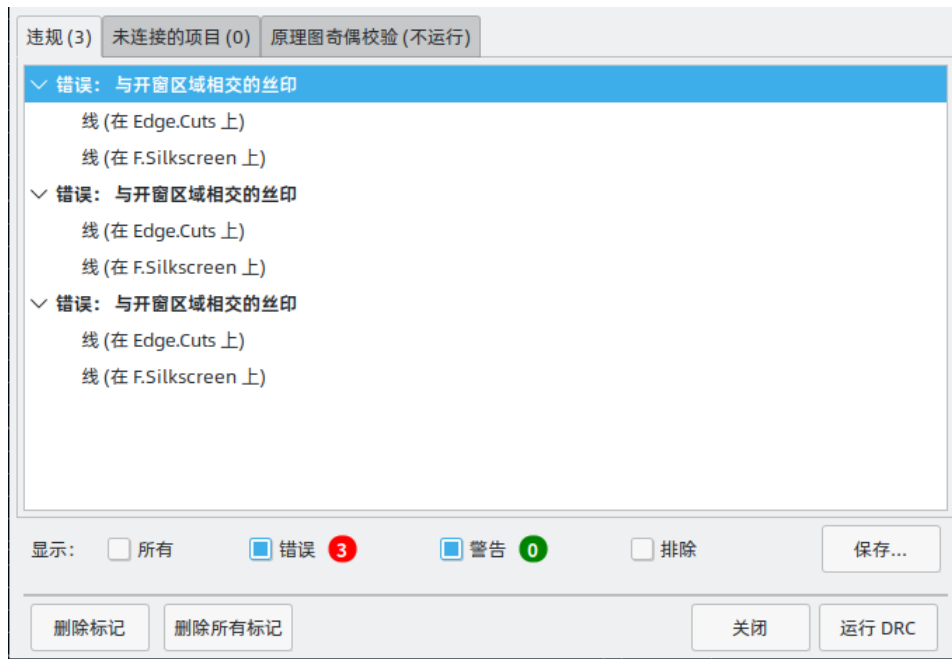 违规 (3) 未连接的项目 (0) 原理图奇偶校验 (不运行)
错误： 与开窗区域相交的丝印
线 (在 Edge.Cuts 上)
线 (在 F.Silkscreen 上)
错误： 与开窗区域相交的丝印
线 (在 Edge.Cuts 上)
线 (在 F.Silkscreen 上)
错误： 与开窗区域相交的丝印
线 (在 Edge.Cuts 上)
线 (在 F.Silkscreen 上)
显示： 所有 错误 3 警告 0 排除 保存...
删除标记 删除所有标记 关闭 运行 DRC